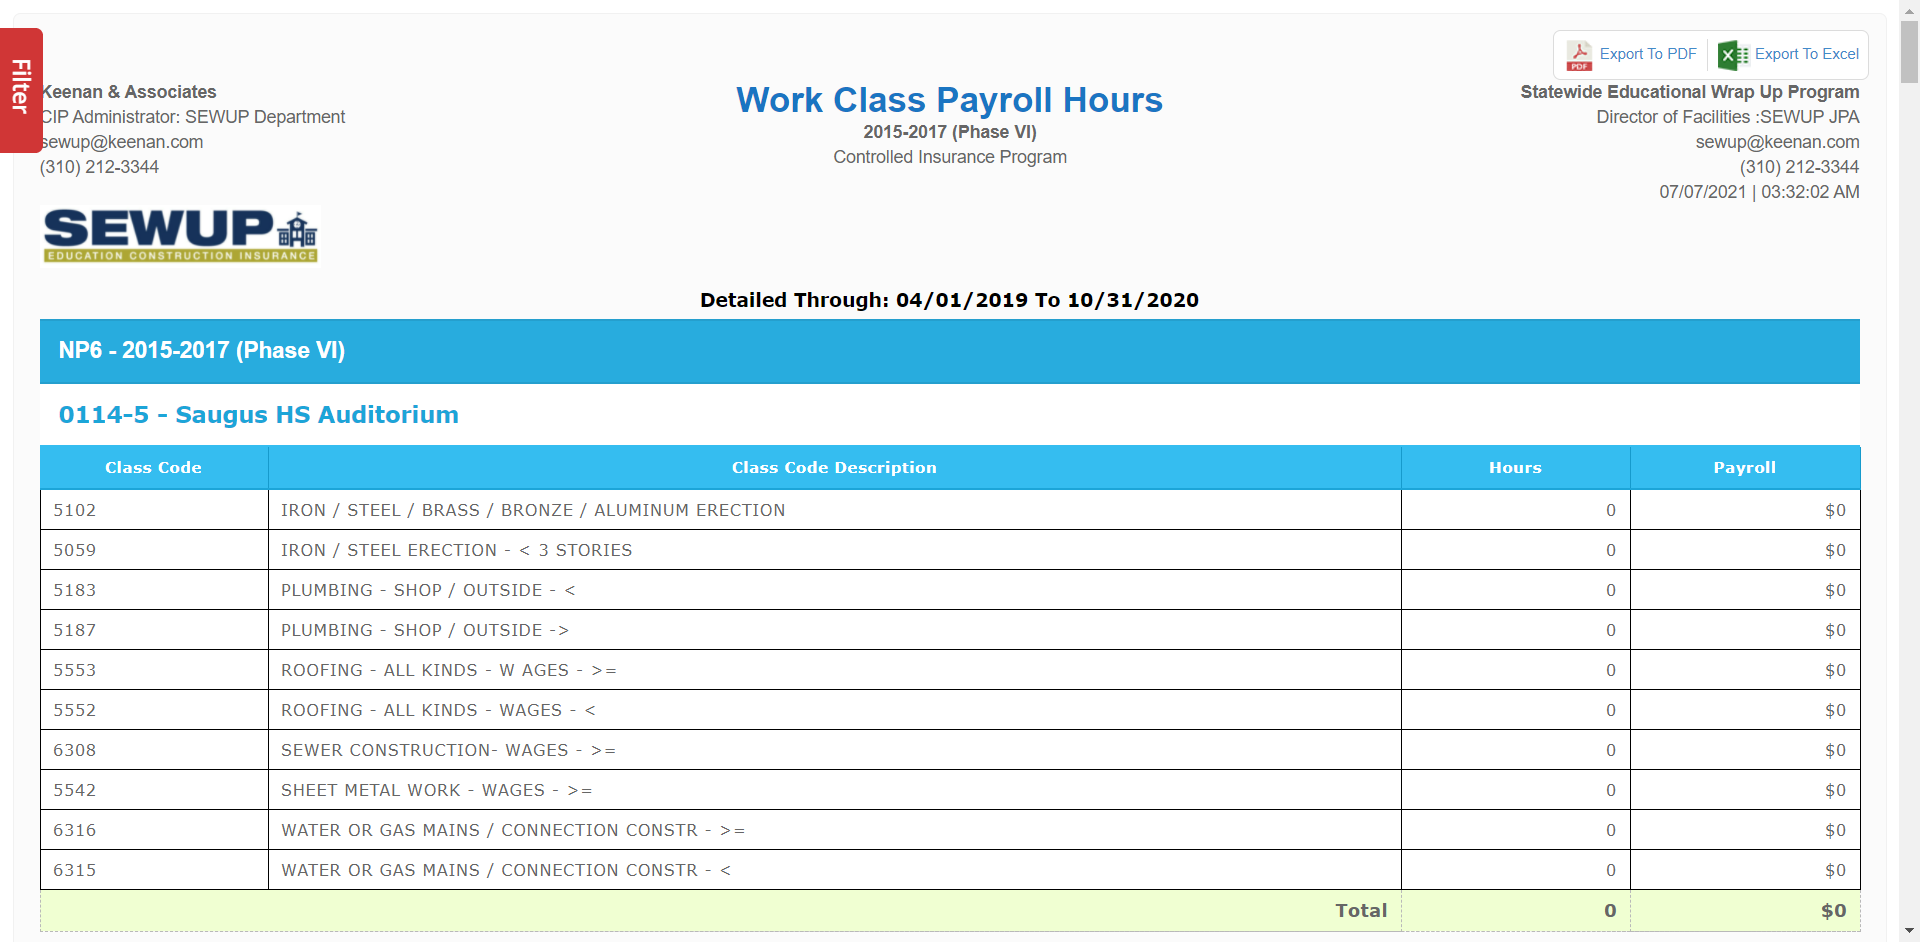 Filter
Export To PDF
Export To Excel
PDF
Keenan & Associates
CIP Administrator: SEWUP Department
sewup@keenan.com
(310) 212-3344
SEWUP
EDUCATION CONSTRUCTION INSURANCE
Work Class Payroll Hours
2015-2017 (Phase VI)
Controlled Insurance Program
Statewide Educational Wrap Up Program
Director of Facilities :SEWUP JPA
sewup@keenan.com
(310) 212-3344
07/07/2021 | 03:32:02 AM
Detailed Through: 04/01/2019 To 10/31/2020
NP6 - 2015-2017 (Phase VI)
0114-5 - Saugus HS Auditorium
Class Code Class Code Description Hours Payroll
5102 IRON / STEEL / BRASS / BRONZE / ALUMINUM ERECTION 0 $0
5059 IRON / STEEL ERECTION - < 3 STORIES 0 $0
5183 PLUMBING - SHOP / OUTSIDE - < 0 $0
5187 PLUMBING - SHOP / OUTSIDE -> 0 $0
5553 ROOFING - ALL KINDS - W AGES - >= 0 $0
5552 ROOFING - ALL KINDS - WAGES - < 0 $0
6308 SEWER CONSTRUCTION- WAGES - >= 0 $0
5542 SHEET METAL WORK - WAGES - >= 0 $0
6316 WATER OR GAS MAINS / CONNECTION CONSTR - >= 0 $0
6315 WATER OR GAS MAINS / CONNECTION CONSTR - < 0 $0
Total 0 $0